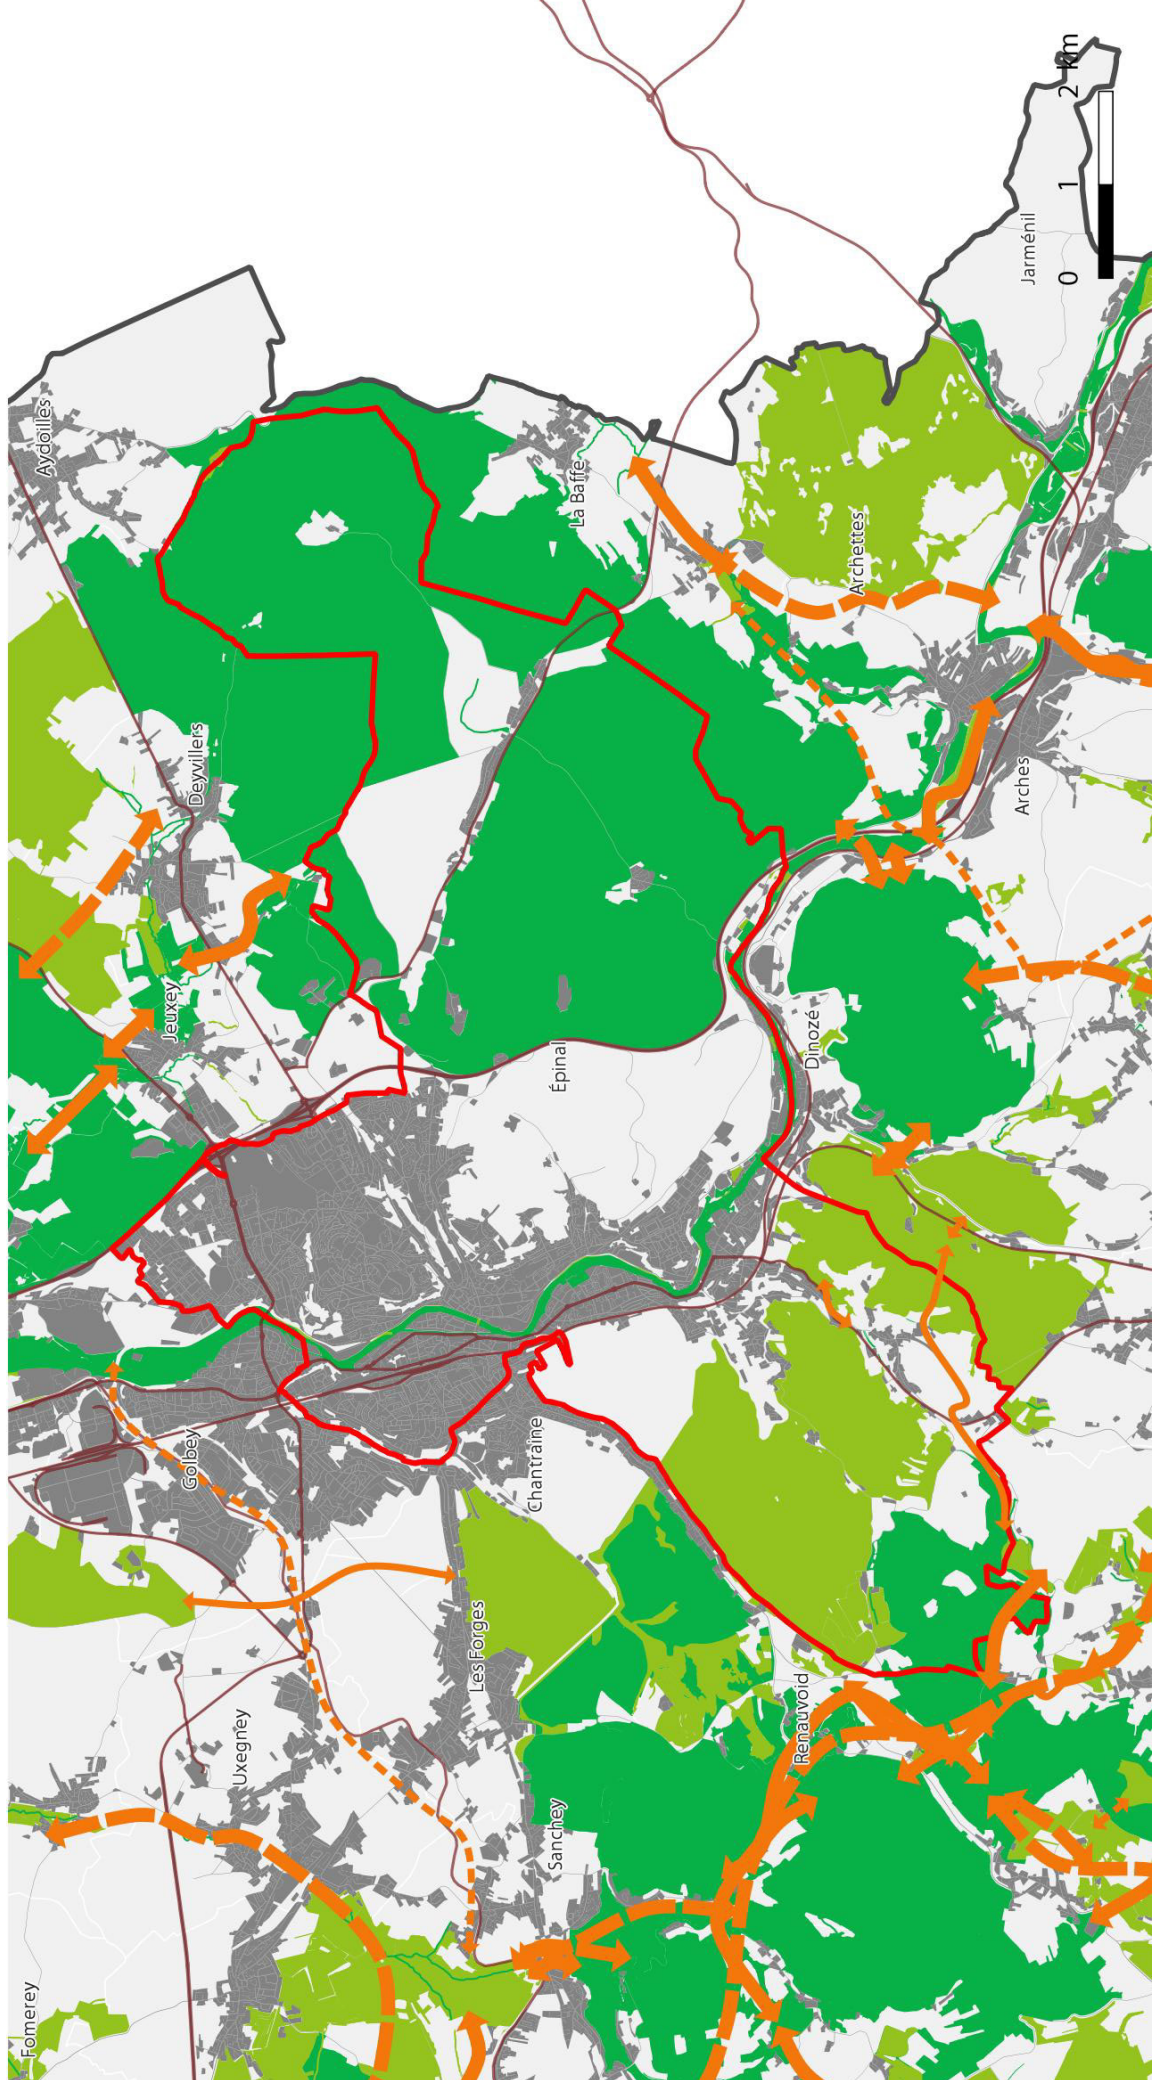 Fomerey
Aydoilles
Golbey
Jeuxey
Deyvillers
Uxegney
Les Forges
Sanchey
Chantraine
Épinal
La Baffe
Renauvoid
Dinozé
Archettes
Arches
Jarménil
0 1 2 km